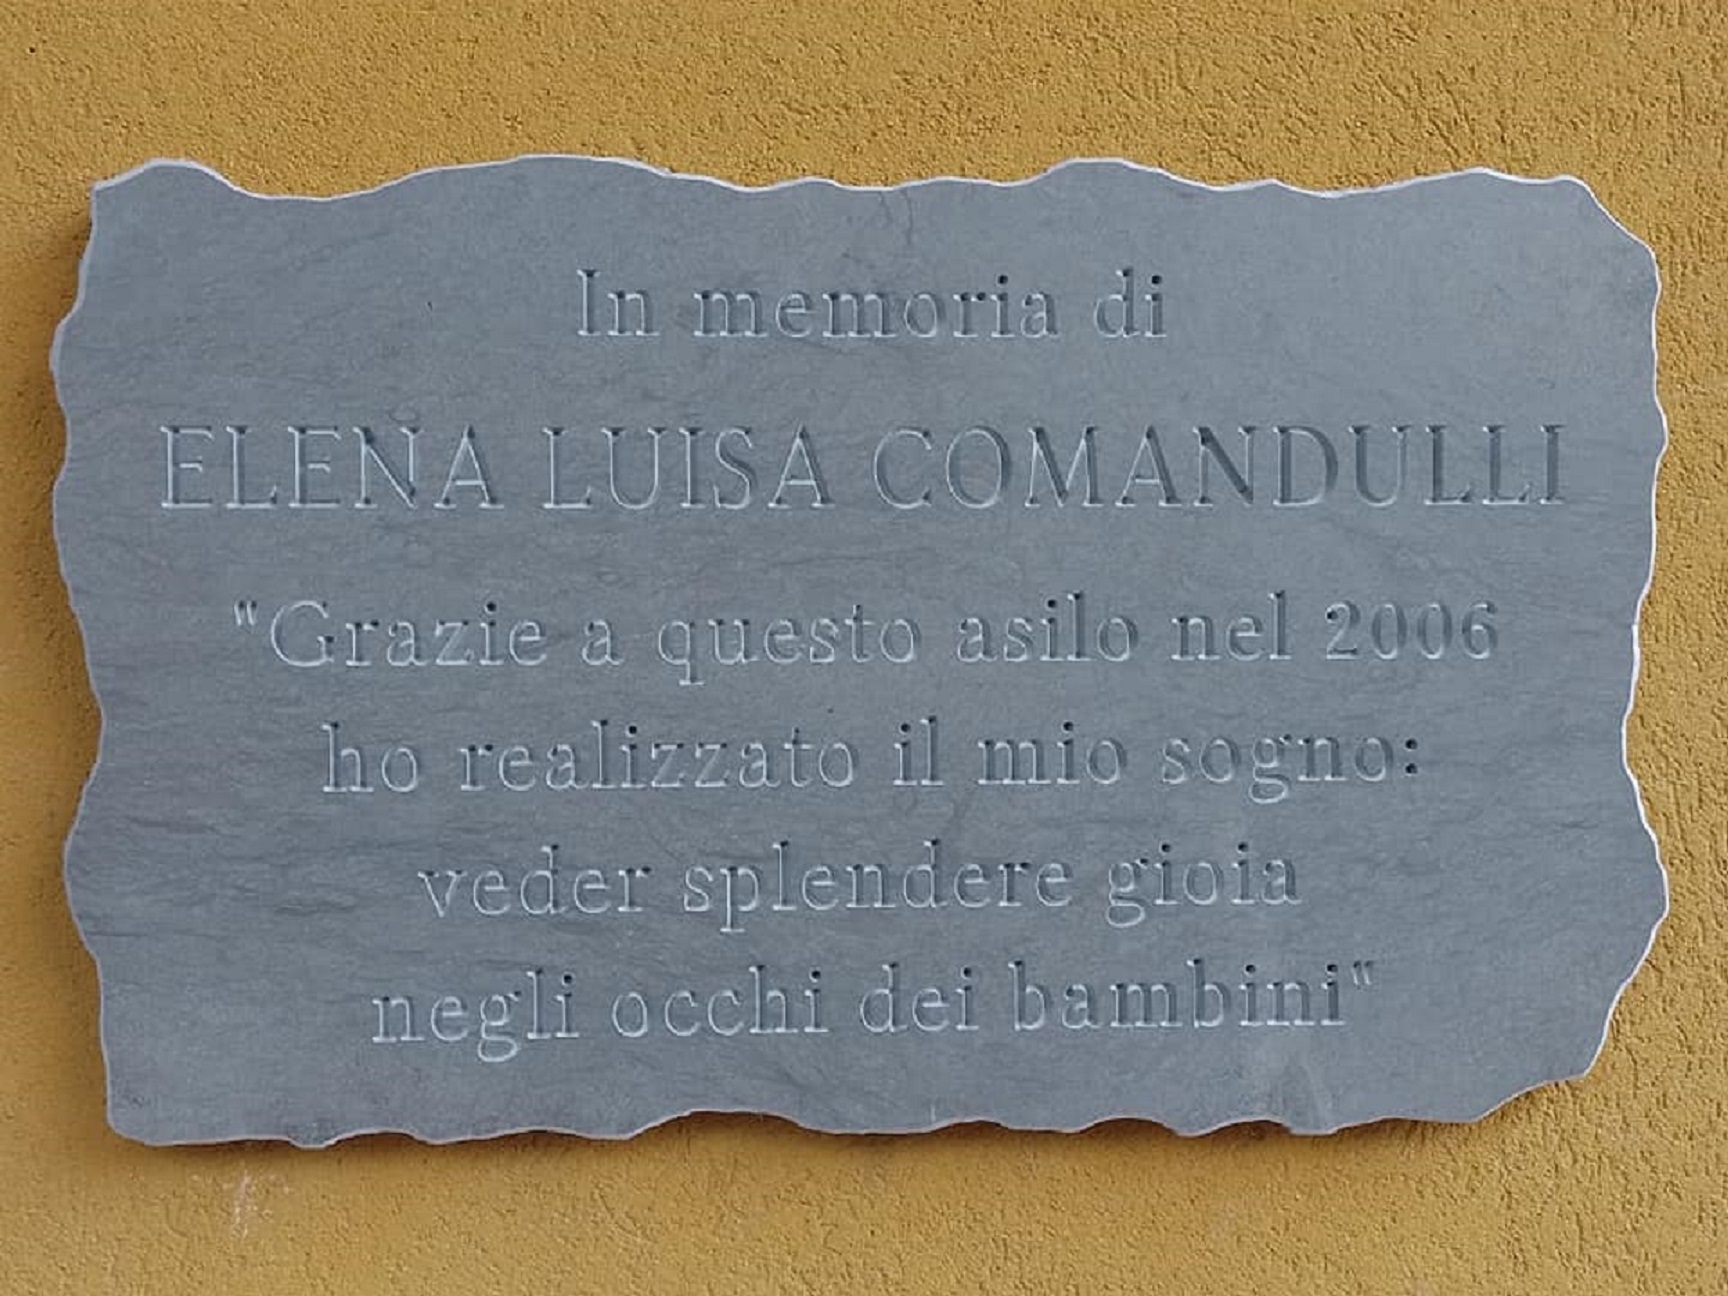 In memoria di
ELENA LUISA COMANDULLI
"Grazie a questo asilo nel 2006
ho realizzato il mio sogno:
veder splendere gioia
negli occhi dei bambini"